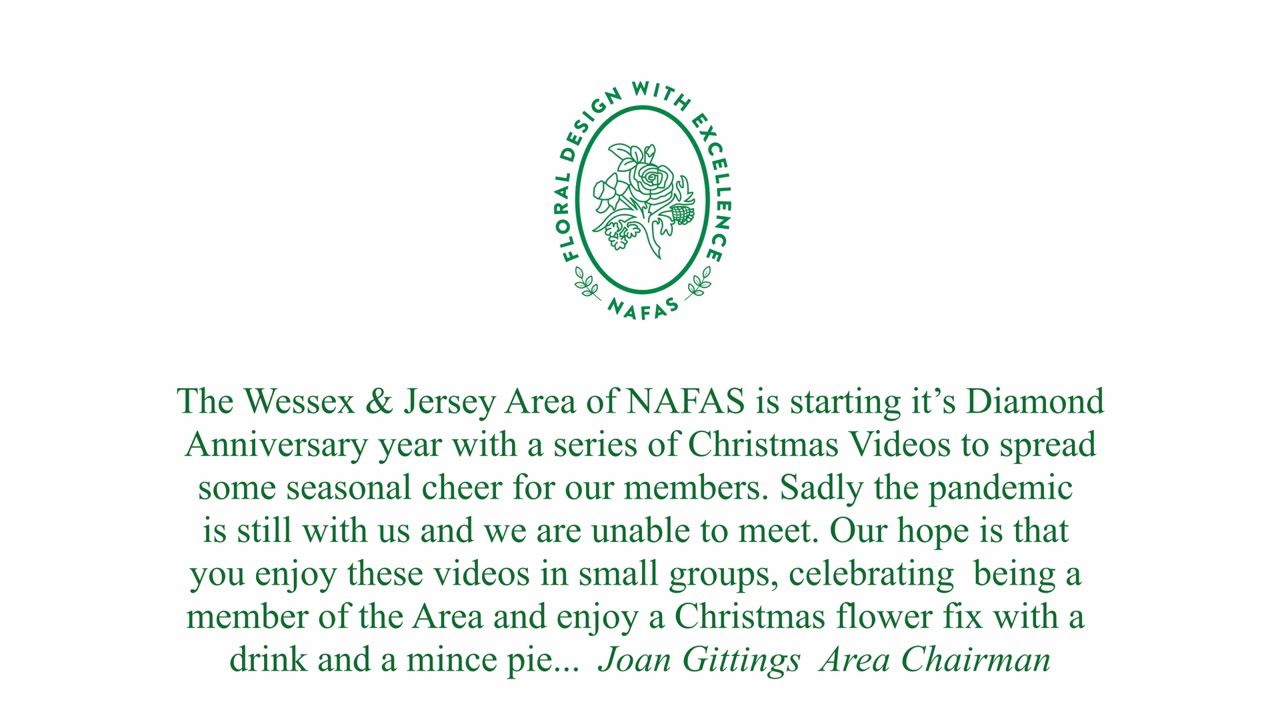 FLORAL DESIGN WITH EXCELLENCE
NAFAS
The Wessex & Jersey Area of NAFAS is starting it’s Diamond
Anniversary year with a series of Christmas Videos to spread
some seasonal cheer for our members. Sadly the pandemic
is still with us and we are unable to meet. Our hope is that
you enjoy these videos in small groups, celebrating  being a
member of the Area and enjoy a Christmas flower fix with a
drink and a mince pie...  Joan Gittings  Area Chairman